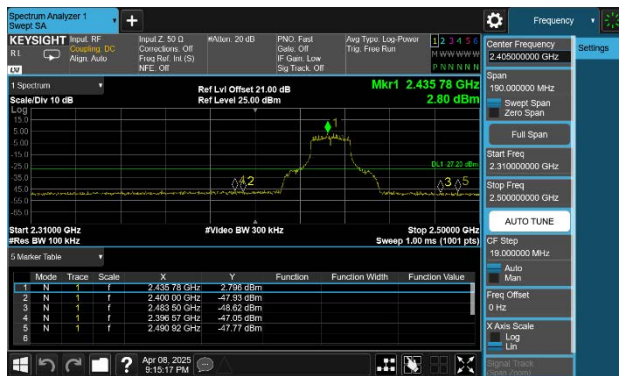 Spectrum Analyzer 1
Swept SA
Frequency
KEYSIGHT Input: RF
RL
Coupling: DC
Align: Auto
Input Z: 50 Ω
Corrections: Off
Freq Ref: Int (S)
NFE: Off
#Atten: 20 dB
PNO: Fast
Gate: Off
IF Gain: Low
Sig Track: Off
Avg Type: Log-Power
Trig: Free Run
1 2 3 4 5 6
M W W W W W
P N N N N N
1 Spectrum
Scale/Div 10 dB
Log
Ref Lvl Offset 21.00 dB
Ref Level 25.00 dBm
Mkr1 2.435 78 GHz
2.80 dBm
15.0
5.00
-5.00
-15.0
-25.0
-35.0
-45.0
-55.0
-65.0
1
DL1 -27.20 dBm
4 2
3 5
Start 2.31000 GHz
#Res BW 100 kHz
#Video BW 300 kHz
Stop 2.50000 GHz
Sweep 1.00 ms (1001 pts)
5 Marker Table
Mode Trace Scale X Y Function Function Width Function Value
1 N 1 f 2.435 78 GHz 2.796 dBm
2 N 1 f 2.400 00 GHz -47.93 dBm
3 N 1 f 2.483 50 GHz -48.62 dBm
4 N 1 f 2.396 57 GHz -47.05 dBm
5 N 1 f 2.490 92 GHz -47.77 dBm
6
Apr 08, 2025
9:15:17 PM
Center Frequency
2.405000000 GHz
Span
190.000000 MHz
Swept Span
Zero Span
Full Span
Start Freq
2.310000000 GHz
Stop Freq
2.500000000 GHz
AUTO TUNE
CF Step
19.000000 MHz
Auto
Man
Freq Offset
0 Hz
X Axis Scale
Log
Lin
Signal Track
(Span Zoom)
Settings